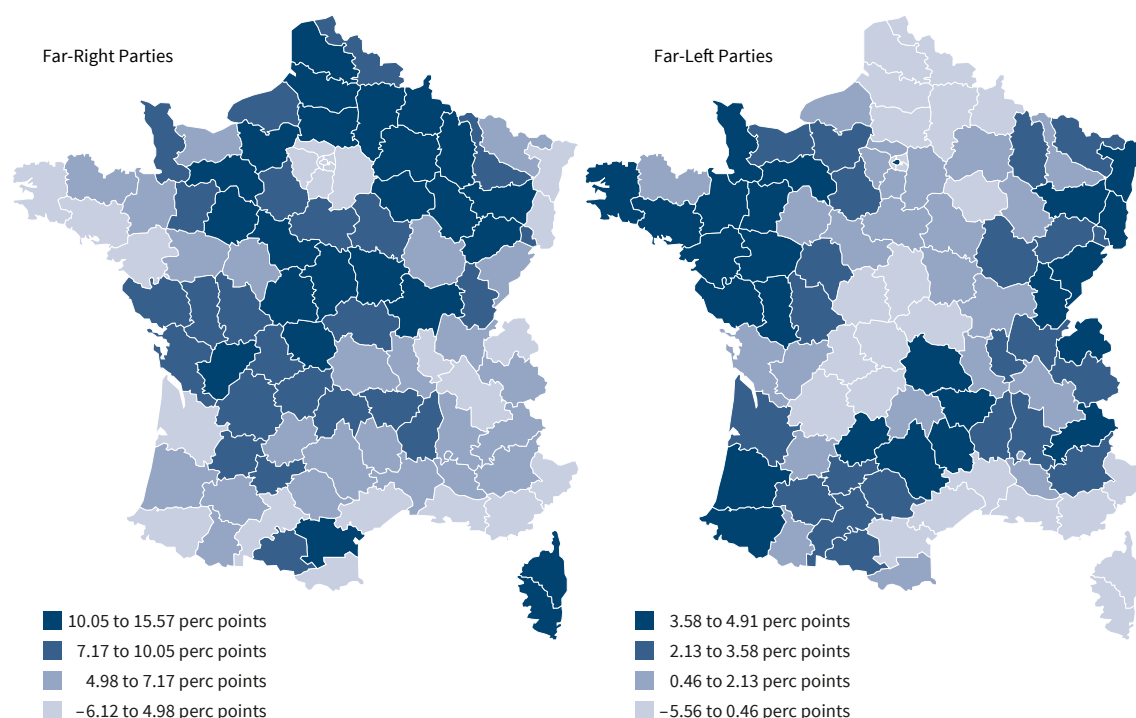 Far-Right Parties
10.05 to 15.57 perc points
7.17 to 10.05 perc points
4.98 to 7.17 perc points
–6.12 to 4.98 perc points
Far-Left Parties
3.58 to 4.91 perc points
2.13 to 3.58 perc points
0.46 to 2.13 perc points
–5.56 to 0.46 perc points